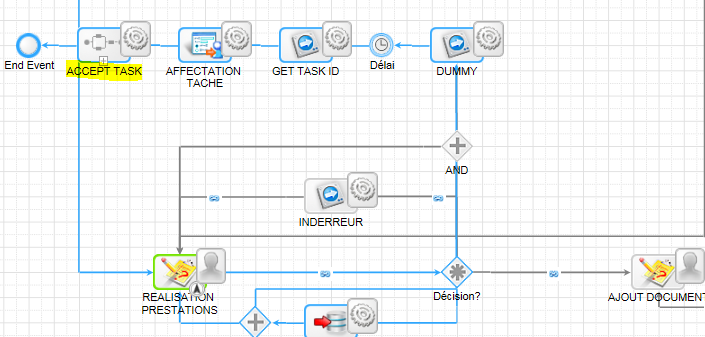 End Event
ACCEPT TASK
AFFECTATION
TACHE
GET TASK ID
Délai
DUMMY
AND
INDERREUR
REALISATION
PRESTATIONS
Décision?
AJOUT DOCUMENT